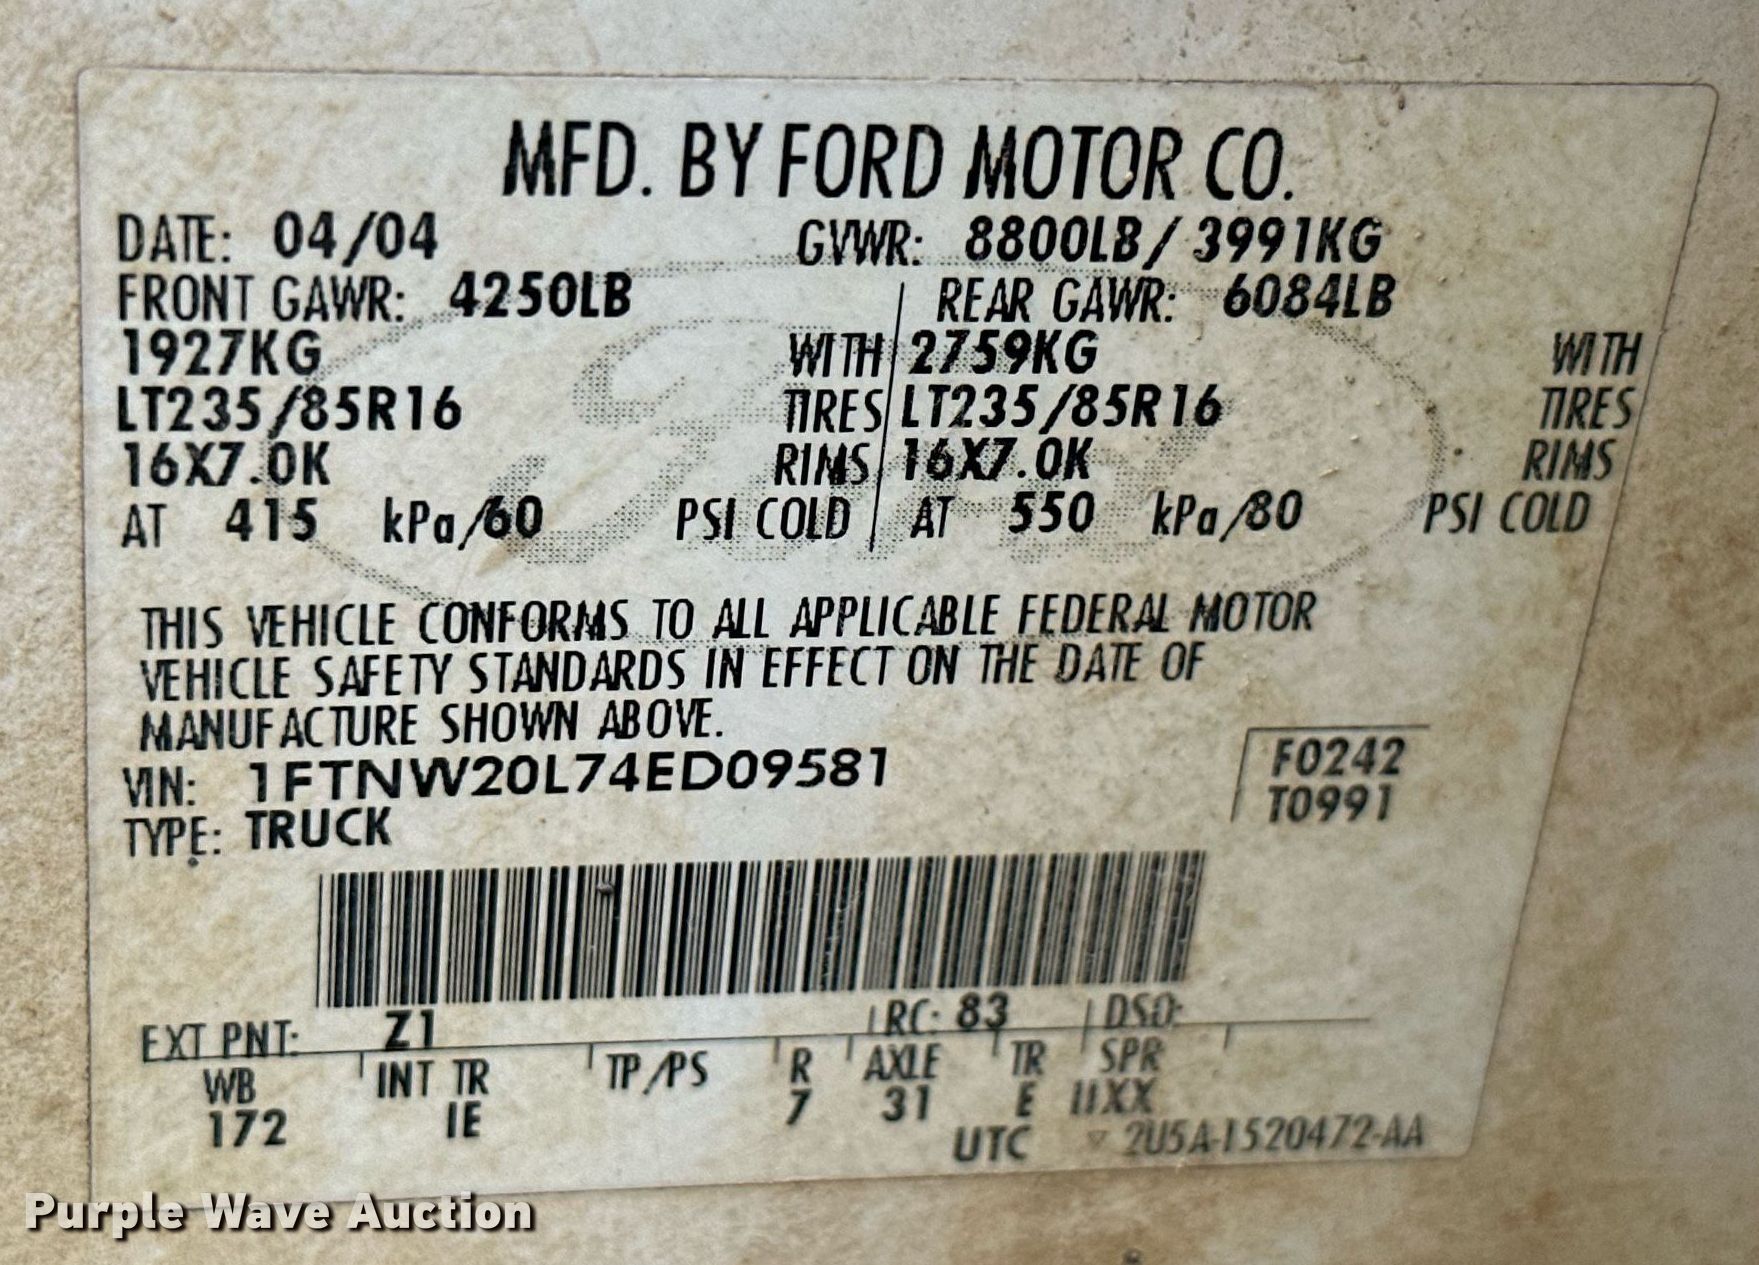 MFD. BY FORD MOTOR CO.
DATE: 04/04 GVWR: 8800LB/ 3991KG
FRONT GAWR: 4250LB REAR GAWR: 6084LB
1927KG WITH 2759KG WITH
LT235/85R16 TIRES LT235/85R16 TIRES
16X7.0K RIMS 16X7.0K RIMS
AT 415 kPa/60 PSI COLD AT 550 kPa/80 PSI COLD
THIS VEHICLE CONFORMS TO ALL APPLICABLE FEDERAL MOTOR
VEHICLE SAFETY STANDARDS IN EFFECT ON THE DATE OF
MANUFACTURE SHOWN ABOVE.
VIN: 1FTNW20L74ED09581
F0242
TYPE: TRUCK
T0991
EXT PNT: Z1 RC: 83 DSO:
WB INT TR TP/PS R AXLE TR SPR
172 IE 7 31 E IIXX
UTC ▽ 2U5A-1520472-AA
Purple Wave Auction